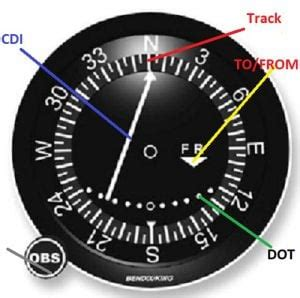 Track
CDI
N
33
3
TO/FROM
30
6
FR
W
E
24
12
DOT
21
15
S
OBS
BENDIX/KING